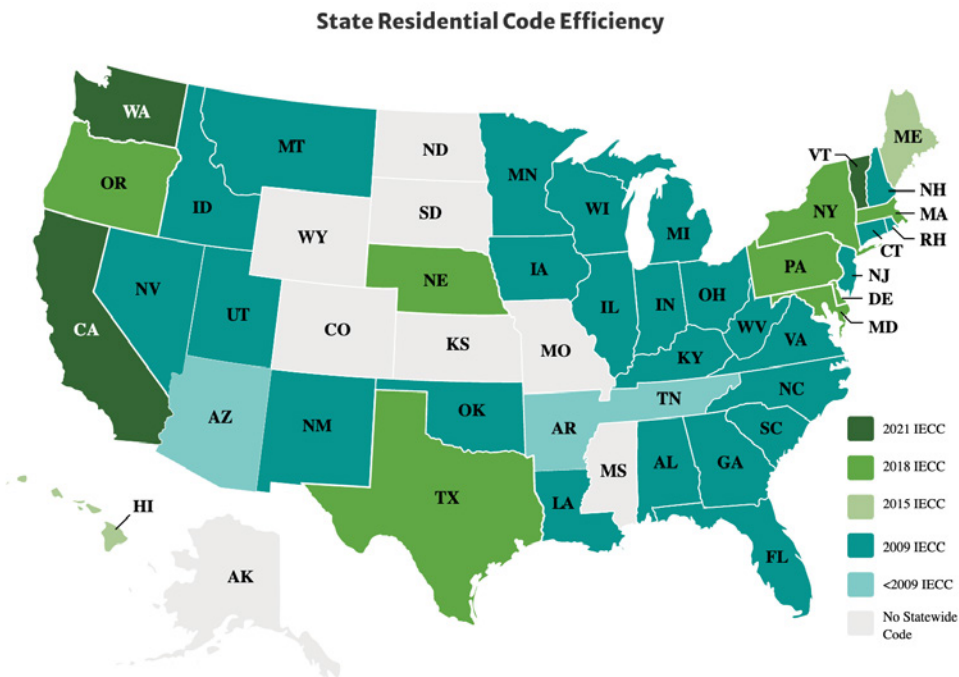 State Residential Code Efficiency
WA
MT
ND
MN
ME
VT
OR
ID
SD
WI
MI
NY
NH
MA
WY
RH
CT
IA
PA
NJ
NE
NV
UT
IL
IN
OH
DE
CA
CO
KS
MO
WV
MD
VA
KY
NC
TN
AZ
NM
OK
AR
SC
2021 IECC
MS
AL
GA
2018 IECC
TX
LA
HI
2015 IECC
FL
2009 IECC
AK
<2009 IECC
No Statewide
Code